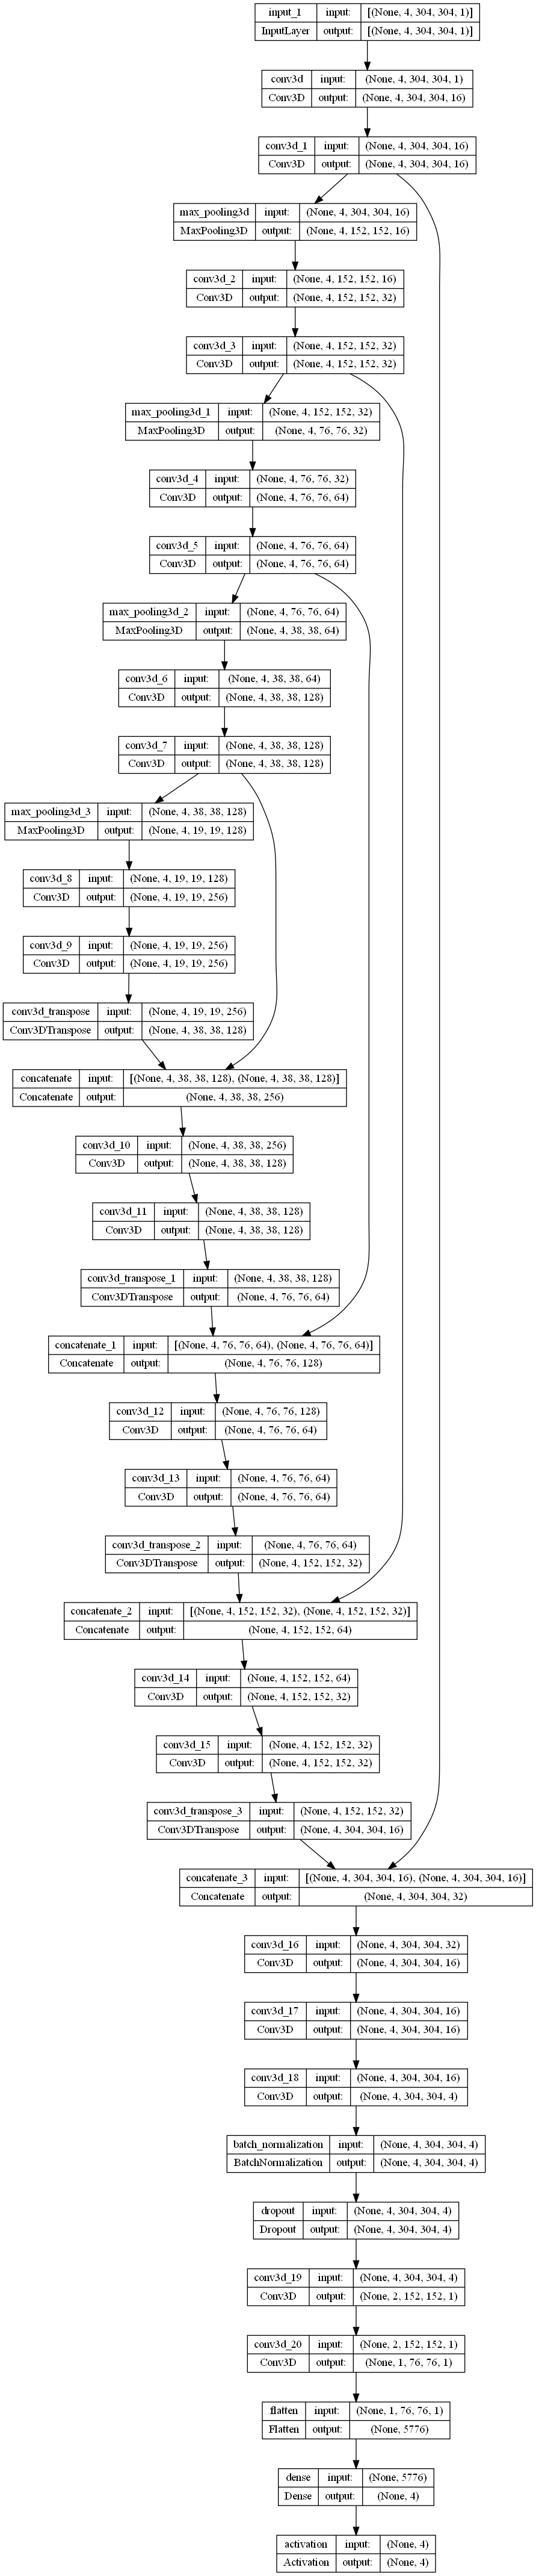 input_1 input: [(None, 4, 304, 304, 1)]
InputLayer output: [(None, 4, 304, 304, 1)]
conv3d input: (None, 4, 304, 304, 1)
Conv3D output: (None, 4, 304, 304, 16)
conv3d_1 input: (None, 4, 304, 304, 16)
Conv3D output: (None, 4, 304, 304, 16)
max_pooling3d input: (None, 4, 304, 304, 16)
MaxPooling3D output: (None, 4, 152, 152, 16)
conv3d_2 input: (None, 4, 152, 152, 16)
Conv3D output: (None, 4, 152, 152, 32)
conv3d_3 input: (None, 4, 152, 152, 32)
Conv3D output: (None, 4, 152, 152, 32)
max_pooling3d_1 input: (None, 4, 152, 152, 32)
MaxPooling3D output: (None, 4, 76, 76, 32)
conv3d_4 input: (None, 4, 76, 76, 32)
Conv3D output: (None, 4, 76, 76, 64)
conv3d_5 input: (None, 4, 76, 76, 64)
Conv3D output: (None, 4, 76, 76, 64)
max_pooling3d_2 input: (None, 4, 76, 76, 64)
MaxPooling3D output: (None, 4, 38, 38, 64)
conv3d_6 input: (None, 4, 38, 38, 64)
Conv3D output: (None, 4, 38, 38, 128)
conv3d_7 input: (None, 4, 38, 38, 128)
Conv3D output: (None, 4, 38, 38, 128)
max_pooling3d_3 input: (None, 4, 38, 38, 128)
MaxPooling3D output: (None, 4, 19, 19, 128)
conv3d_8 input: (None, 4, 19, 19, 128)
Conv3D output: (None, 4, 19, 19, 256)
conv3d_9 input: (None, 4, 19, 19, 256)
Conv3D output: (None, 4, 19, 19, 256)
conv3d_transpose input: (None, 4, 19, 19, 256)
Conv3DTranspose output: (None, 4, 38, 38, 128)
concatenate input: [(None, 4, 38, 38, 128), (None, 4, 38, 38, 128)]
Concatenate output: (None, 4, 38, 38, 256)
conv3d_10 input: (None, 4, 38, 38, 256)
Conv3D output: (None, 4, 38, 38, 128)
conv3d_11 input: (None, 4, 38, 38, 128)
Conv3D output: (None, 4, 38, 38, 128)
conv3d_transpose_1 input: (None, 4, 38, 38, 128)
Conv3DTranspose output: (None, 4, 76, 76, 64)
concatenate_1 input: [(None, 4, 76, 76, 64), (None, 4, 76, 76, 64)]
Concatenate output: (None, 4, 76, 76, 128)
conv3d_12 input: (None, 4, 76, 76, 128)
Conv3D output: (None, 4, 76, 76, 64)
conv3d_13 input: (None, 4, 76, 76, 64)
Conv3D output: (None, 4, 76, 76, 64)
conv3d_transpose_2 input: (None, 4, 76, 76, 64)
Conv3DTranspose output: (None, 4, 152, 152, 32)
concatenate_2 input: [(None, 4, 152, 152, 32), (None, 4, 152, 152, 32)]
Concatenate output: (None, 4, 152, 152, 64)
conv3d_14 input: (None, 4, 152, 152, 64)
Conv3D output: (None, 4, 152, 152, 32)
conv3d_15 input: (None, 4, 152, 152, 32)
Conv3D output: (None, 4, 152, 152, 32)
conv3d_transpose_3 input: (None, 4, 152, 152, 32)
Conv3DTranspose output: (None, 4, 304, 304, 16)
concatenate_3 input: [(None, 4, 304, 304, 16), (None, 4, 304, 304, 16)]
Concatenate output: (None, 4, 304, 304, 32)
conv3d_16 input: (None, 4, 304, 304, 32)
Conv3D output: (None, 4, 304, 304, 16)
conv3d_17 input: (None, 4, 304, 304, 16)
Conv3D output: (None, 4, 304, 304, 16)
conv3d_18 input: (None, 4, 304, 304, 16)
Conv3D output: (None, 4, 304, 304, 4)
batch_normalization input: (None, 4, 304, 304, 4)
BatchNormalization output: (None, 4, 304, 304, 4)
dropout input: (None, 4, 304, 304, 4)
Dropout output: (None, 4, 304, 304, 4)
conv3d_19 input: (None, 4, 304, 304, 4)
Conv3D output: (None, 2, 152, 152, 1)
conv3d_20 input: (None, 2, 152, 152, 1)
Conv3D output: (None, 1, 76, 76, 1)
flatten input: (None, 1, 76, 76, 1)
Flatten output: (None, 5776)
dense input: (None, 5776)
Dense output: (None, 4)
activation input: (None, 4)
Activation output: (None, 4)